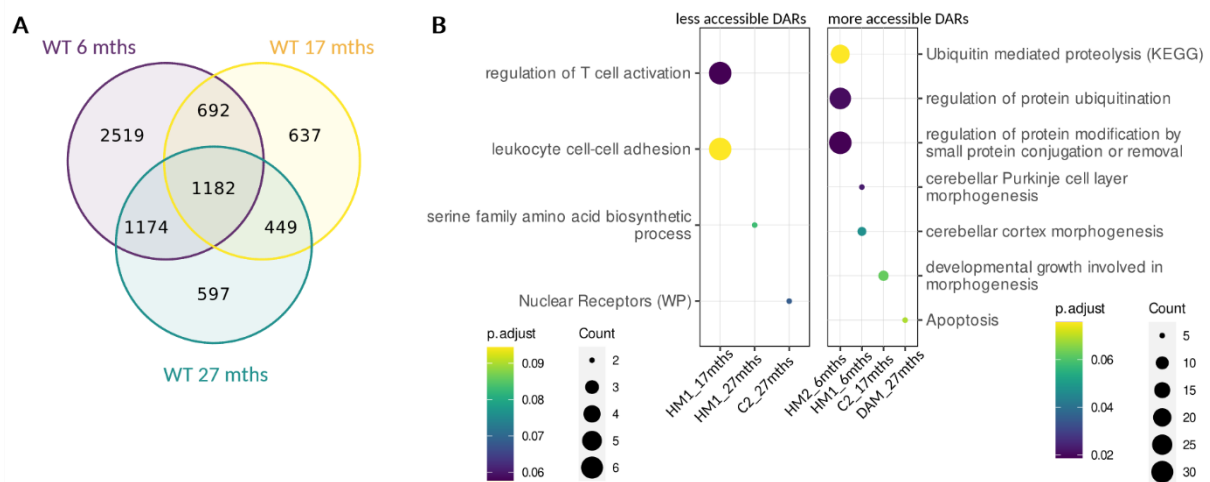 A
WT 6 mths
WT 17 mths
692
2519
637
1182
1174
449
597
WT 27 mths
B
less accessible DARs
more accessible DARs
regulation of T cell activation
leukocyte cell-cell adhesion
serine family amino acid biosynthetic
process
Nuclear Receptors (WP)
Ubiquitin mediated proteolysis (KEGG)
regulation of protein ubiquitination
regulation of protein modification by
small protein conjugation or removal
cerebellar Purkinje cell layer
morphogenesis
cerebellar cortex morphogenesis
developmental growth involved in
morphogenesis
Apoptosis
HM1_17mths
HM1_27mths
C2_27mths
HM2_6mths
HM1_6mths
C2_17mths
DAM_27mths
p.adjust
0.09
0.08
0.07
0.06
Count
2
3
4
5
6
p.adjust
0.06
0.04
0.02
Count
5
10
15
20
25
30